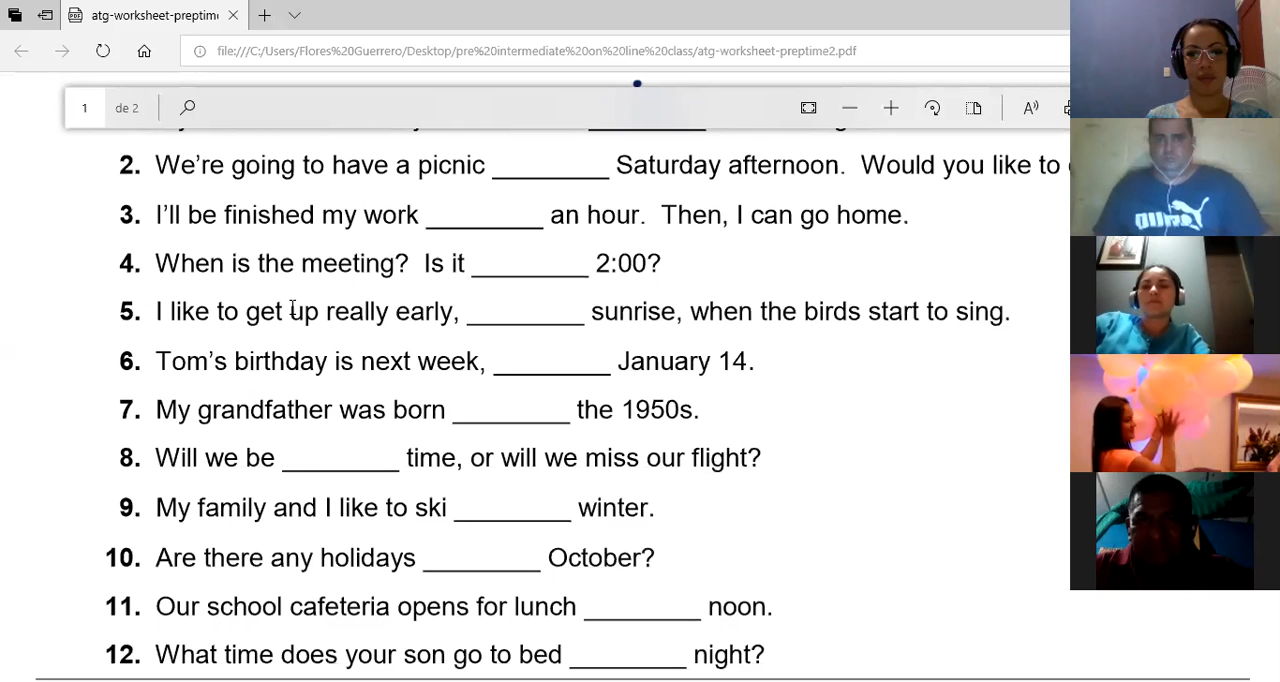 atg-worksheet-preptim
file:///C:/Users/Flores%20Guerrero/Desktop/pre%20intermediate%20on%20line%20class/atg-worksheet-preptime2.pdf
1 de 2
2. We're going to have a picnic ________ Saturday afternoon. Would you like to
3. I'll be finished my work ________ an hour. Then, I can go home.
4. When is the meeting? Is it ________ 2:00?
5. I like to get up really early, ________ sunrise, when the birds start to sing.
6. Tom's birthday is next week, ________ January 14.
7. My grandfather was born ________ the 1950s.
8. Will we be ________ time, or will we miss our flight?
9. My family and I like to ski ________ winter.
10. Are there any holidays ________ October?
11. Our school cafeteria opens for lunch ________ noon.
12. What time does your son go to bed ________ night?
PUMA